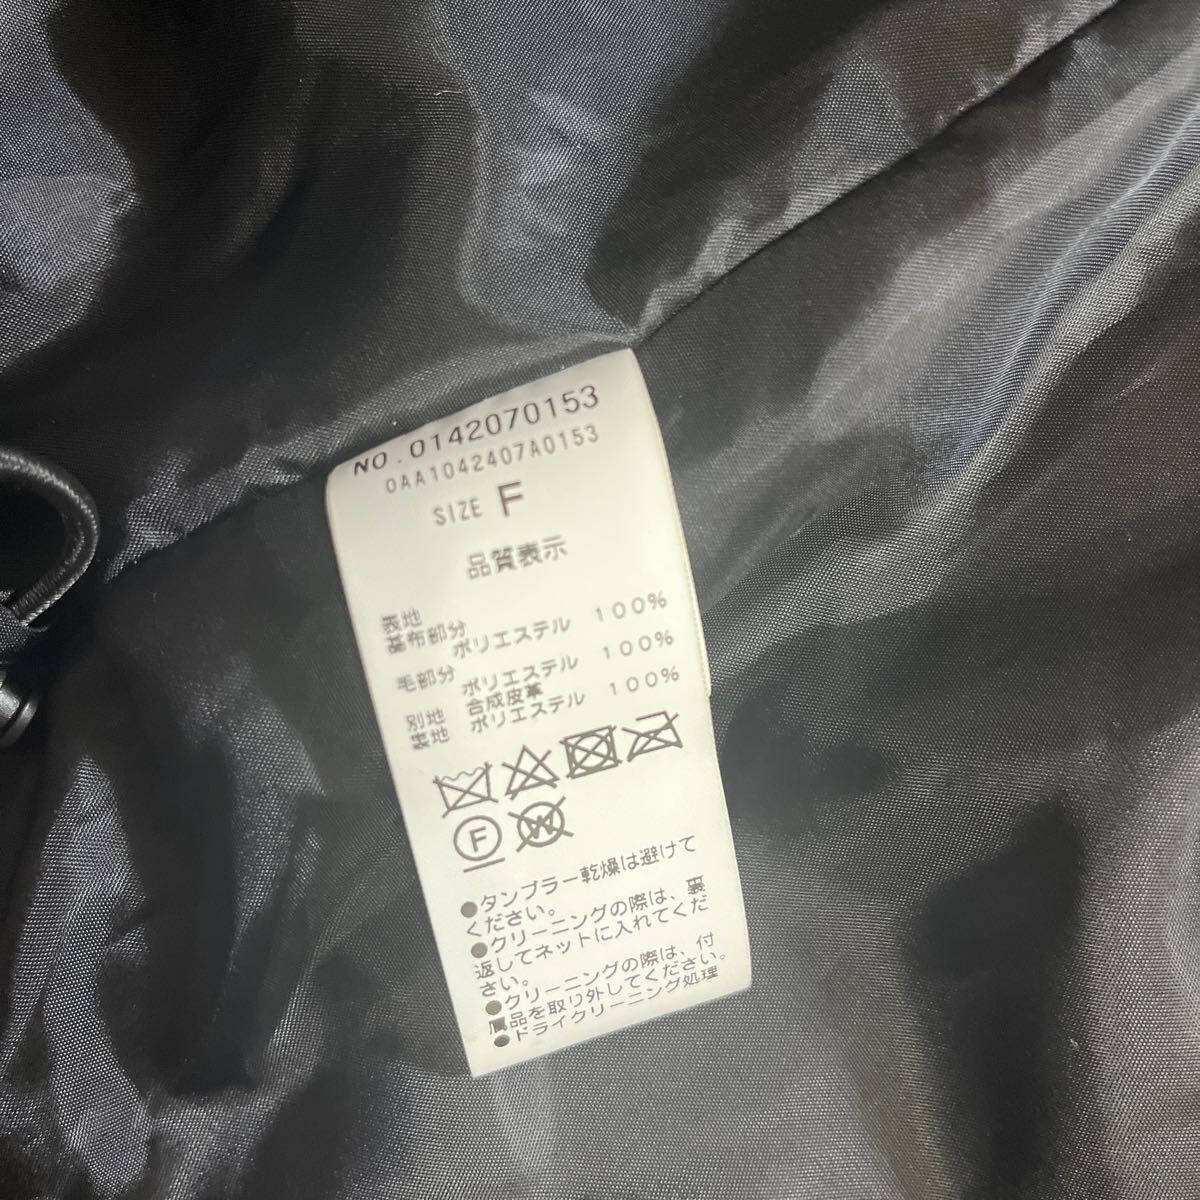 NO.0142070153
0AA1042407A0153
SIZE F
品質表示
表地
基布部分
ポリエステル 100%
毛部分
ポリエステル 100%
別地 合成皮革
裏地 ポリエステル 100%
F W
●タンブラー乾燥は避けて
ください。
●クリーニングの際は、裏
返してネットに入れてくだ
さい。
●クリーニングの際は、付
属品を取り外してください。
●ドライクリーニング処理